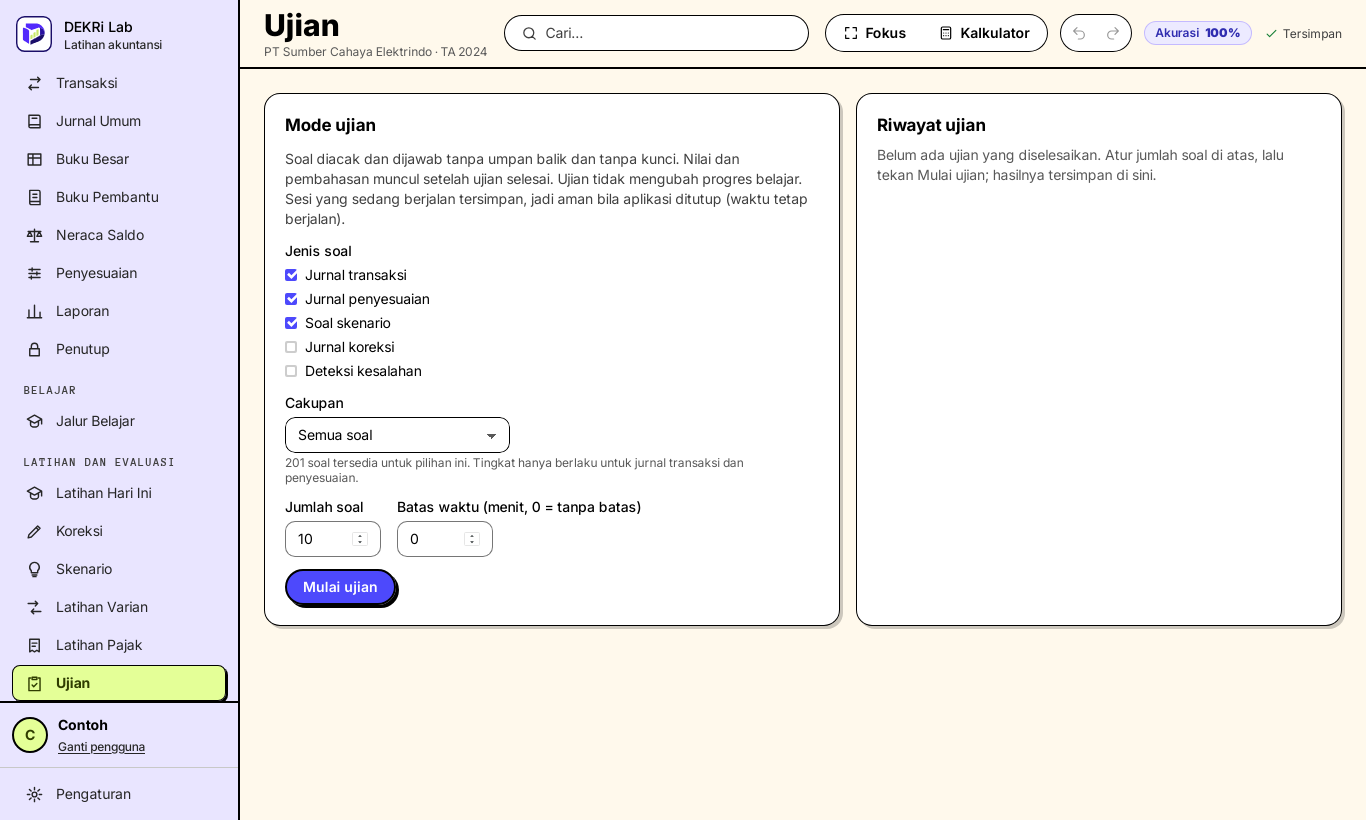 DEKRi Lab
Latihan akuntansi
Transaksi
Jurnal Umum
Buku Besar
Buku Pembantu
Neraca Saldo
Penyesuaian
Laporan
Penutup
BELAJAR
Jalur Belajar
LATIHAN DAN EVALUASI
Latihan Hari Ini
Koreksi
Skenario
Latihan Varian
Latihan Pajak
Ujian
C
Contoh
Ganti pengguna
Pengaturan
Ujian
PT Sumber Cahaya Elektrindo · TA 2024
Cari...
Fokus
Kalkulator
Akurasi 100%
Tersimpan
Mode ujian
Soal diacak dan dijawab tanpa umpan balik dan tanpa kunci. Nilai dan
pembahasan muncul setelah ujian selesai. Ujian tidak mengubah progres belajar.
Sesi yang sedang berjalan tersimpan, jadi aman bila aplikasi ditutup (waktu tetap
berjalan).
Jenis soal
Jurnal transaksi
Jurnal penyesuaian
Soal skenario
Jurnal koreksi
Deteksi kesalahan
Cakupan
Semua soal
201 soal tersedia untuk pilihan ini. Tingkat hanya berlaku untuk jurnal transaksi dan
penyesuaian.
Jumlah soal
Batas waktu (menit, 0 = tanpa batas)
10
0
Mulai ujian
Riwayat ujian
Belum ada ujian yang diselesaikan. Atur jumlah soal di atas, lalu
tekan Mulai ujian; hasilnya tersimpan di sini.